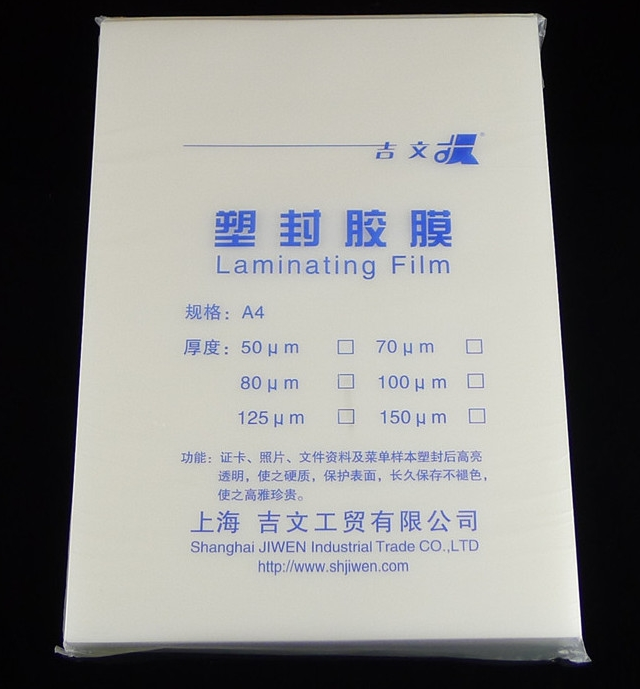 吉文®
塑封胶膜
Laminating Film
规格：A4
厚度：50μm □ 70μm □
80μm □ 100μm □
125μm □ 150μm □
功能：证卡、照片、文件资料及菜单样本塑封后高亮
透明，使之硬质，保护表面，长久保存不褪色，
使之高雅珍贵。
上海 吉文工贸有限公司
Shanghai JIWEN Industrial Trade CO.,LTD
http://www.shjiwen.com